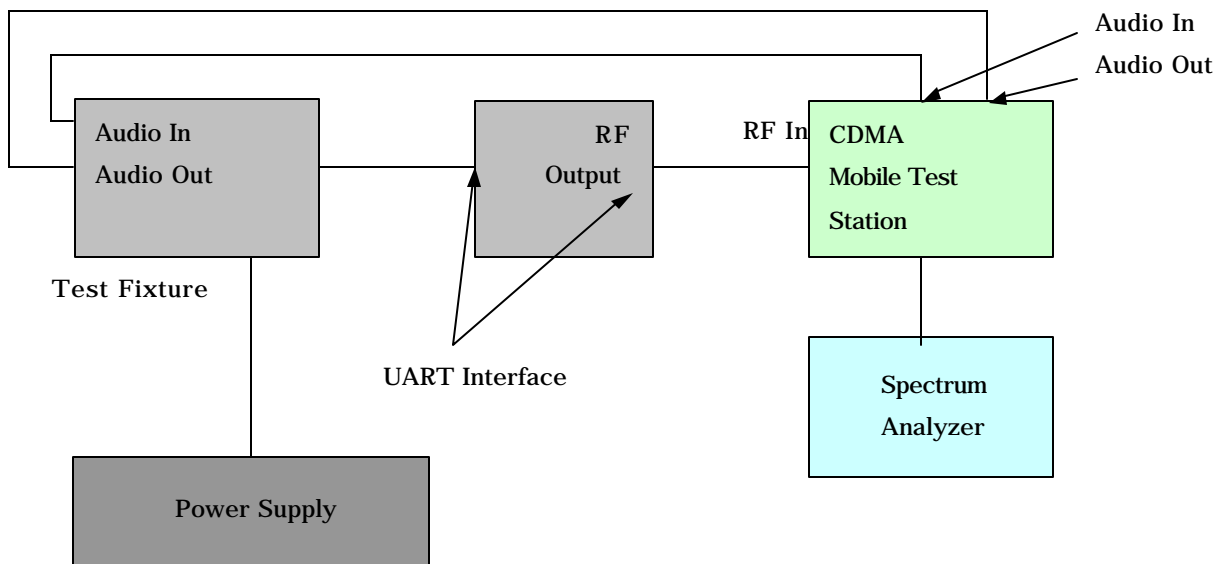 Audio In
Audio Out
Audio In
Audio Out
RF
Output
RF In
CDMA
Mobile Test
Station
Test Fixture
UART Interface
Spectrum
Analyzer
Power Supply